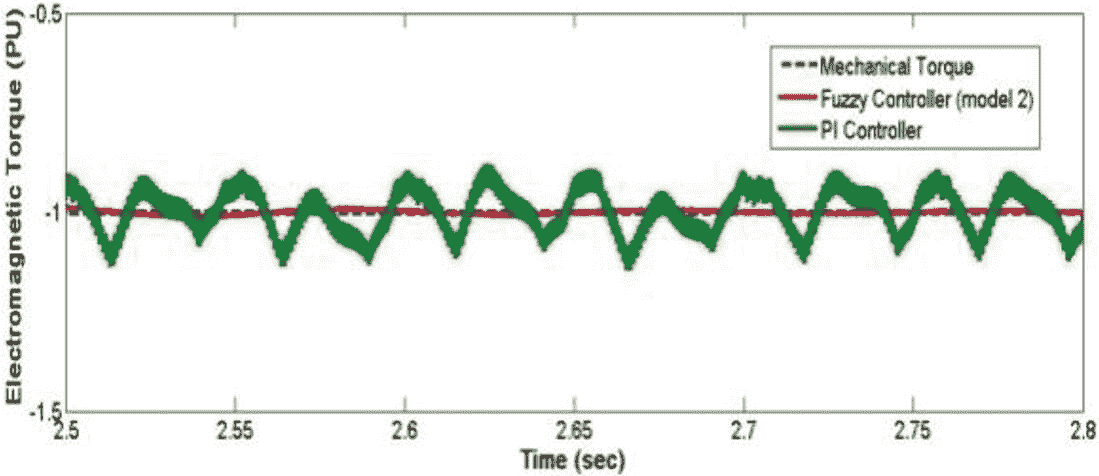 -0.5
Electromagnetic Torque (PU)
Mechanical Torque
Fuzzy Controller (model 2)
PI Controller
-1
-1.5
2.5 2.55 2.6 2.65 2.7 2.75 2.8
Time (sec)